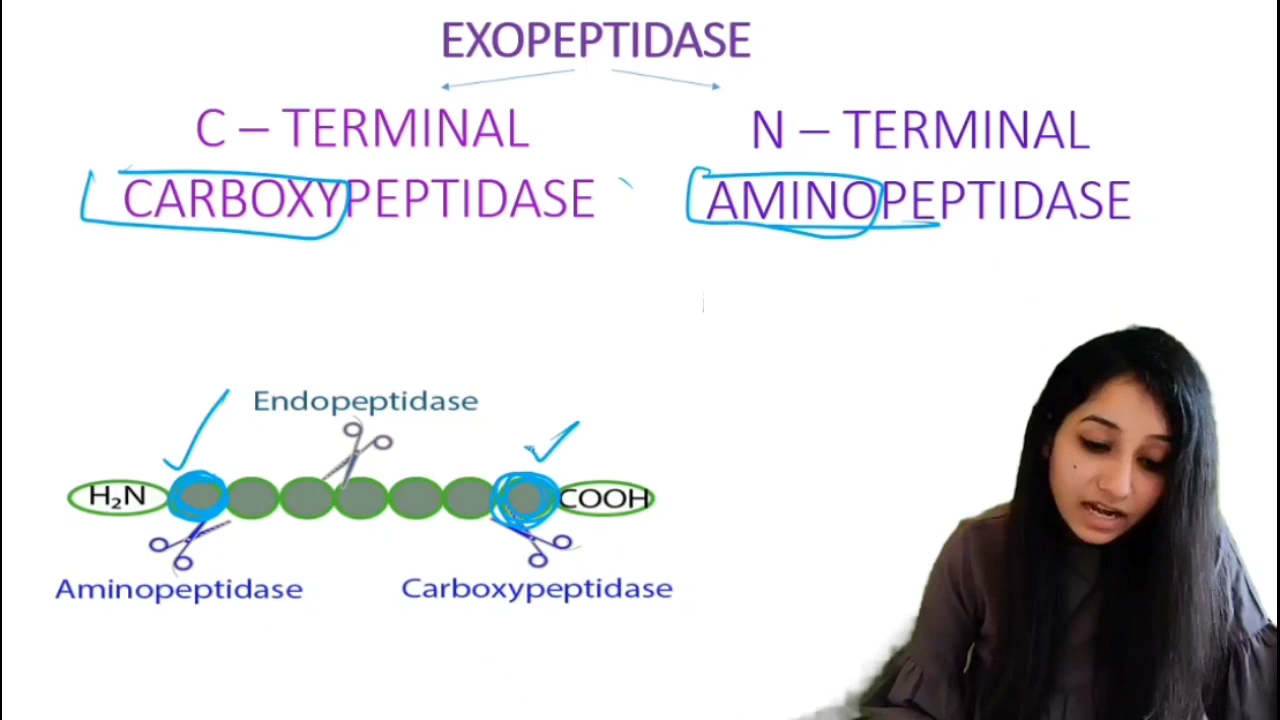 EXOPEPTIDASE
C – TERMINAL
CARBOXYPEPTIDASE
N – TERMINAL
AMINOPEPTIDASE
Endopeptidase
H₂N
COOH
Aminopeptidase
Carboxypeptidase